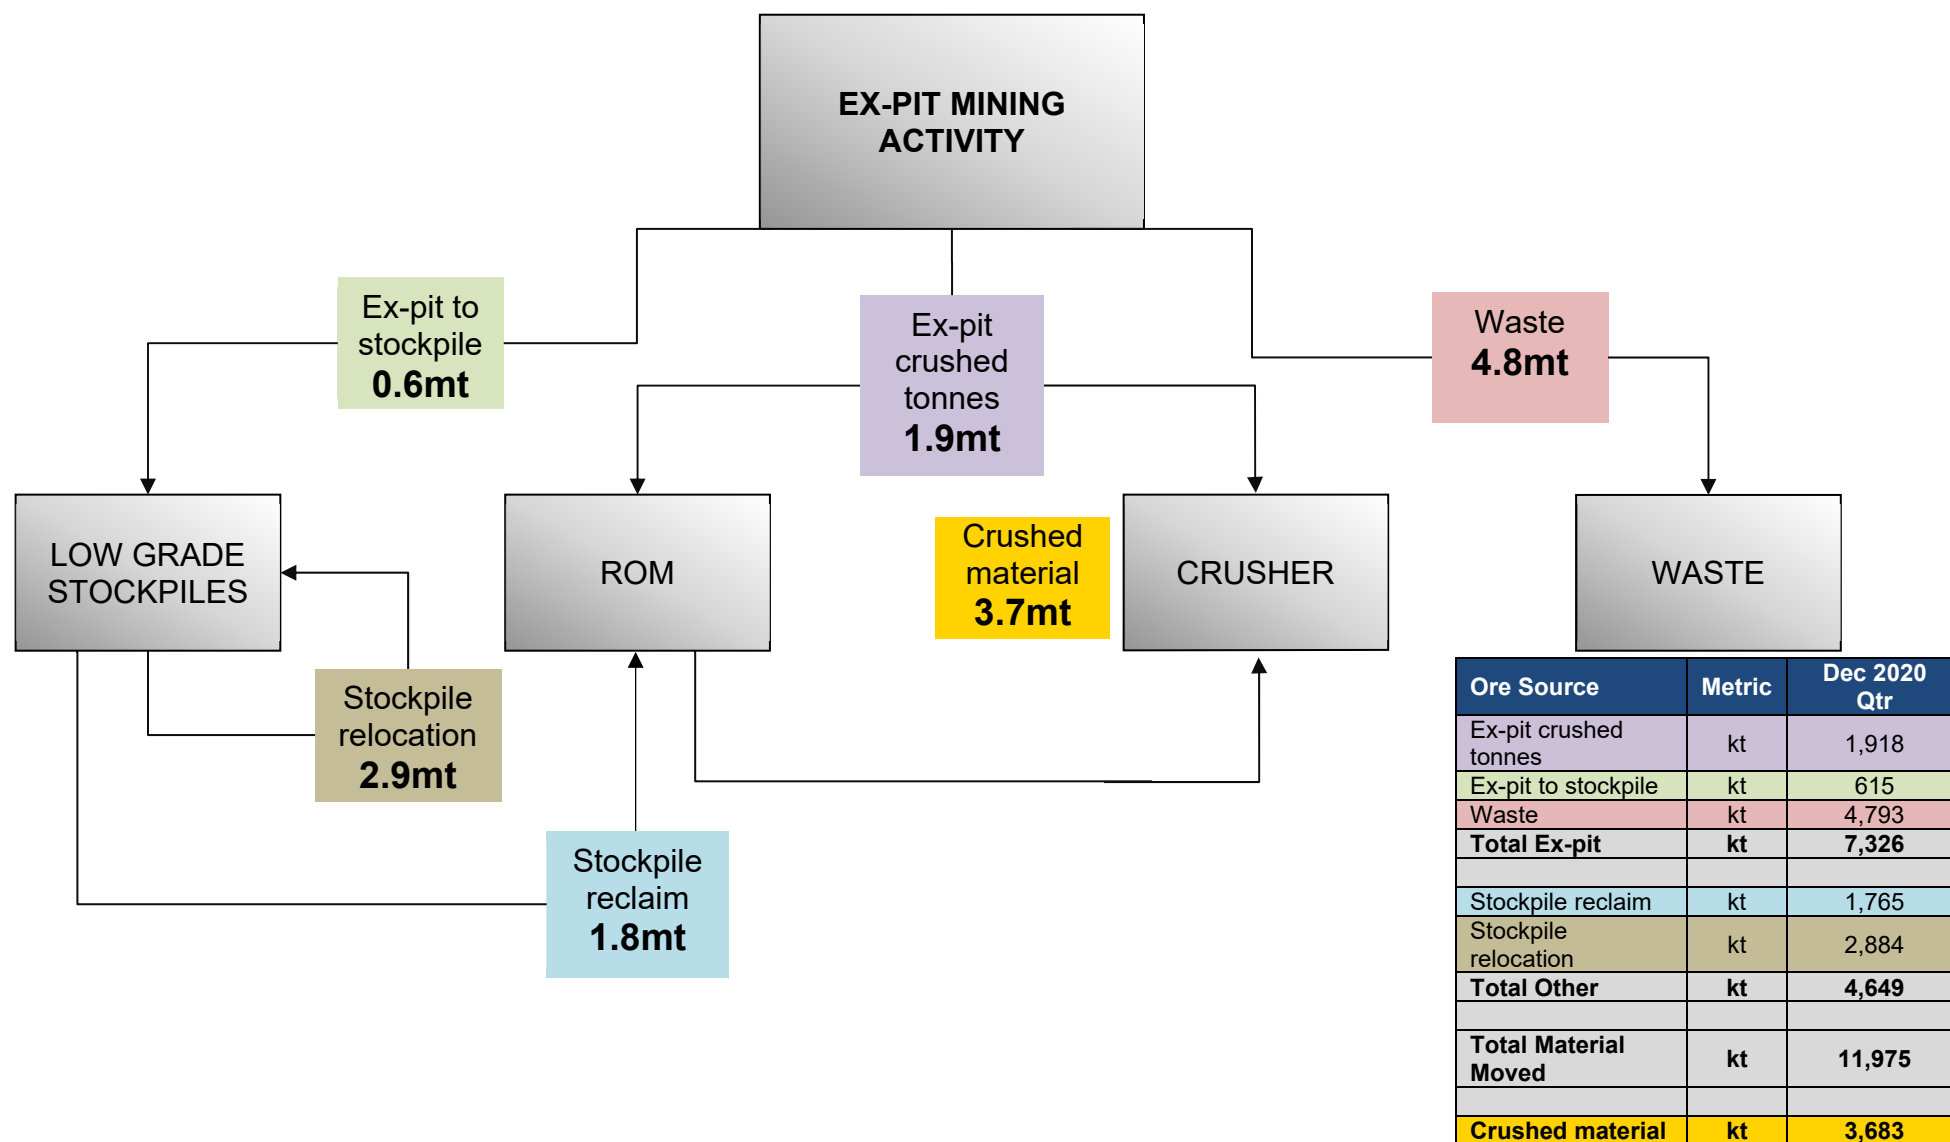 EX-PIT MINING
ACTIVITY
Ex-pit to
stockpile
0.6mt
Ex-pit
crushed
tonnes
1.9mt
Waste
4.8mt
LOW GRADE
STOCKPILES
ROM
Crushed
material
3.7mt
CRUSHER
WASTE
Stockpile
relocation
2.9mt
Stockpile
reclaim
1.8mt
Ore Source Metric Dec 2020
Qtr
Ex-pit crushed
tonnes kt 1,918
Ex-pit to stockpile kt 615
Waste kt 4,793
Total Ex-pit kt 7,326
Stockpile reclaim kt 1,765
Stockpile
relocation kt 2,884
Total Other kt 4,649
Total Material
Moved kt 11,975
Crushed material kt 3,683